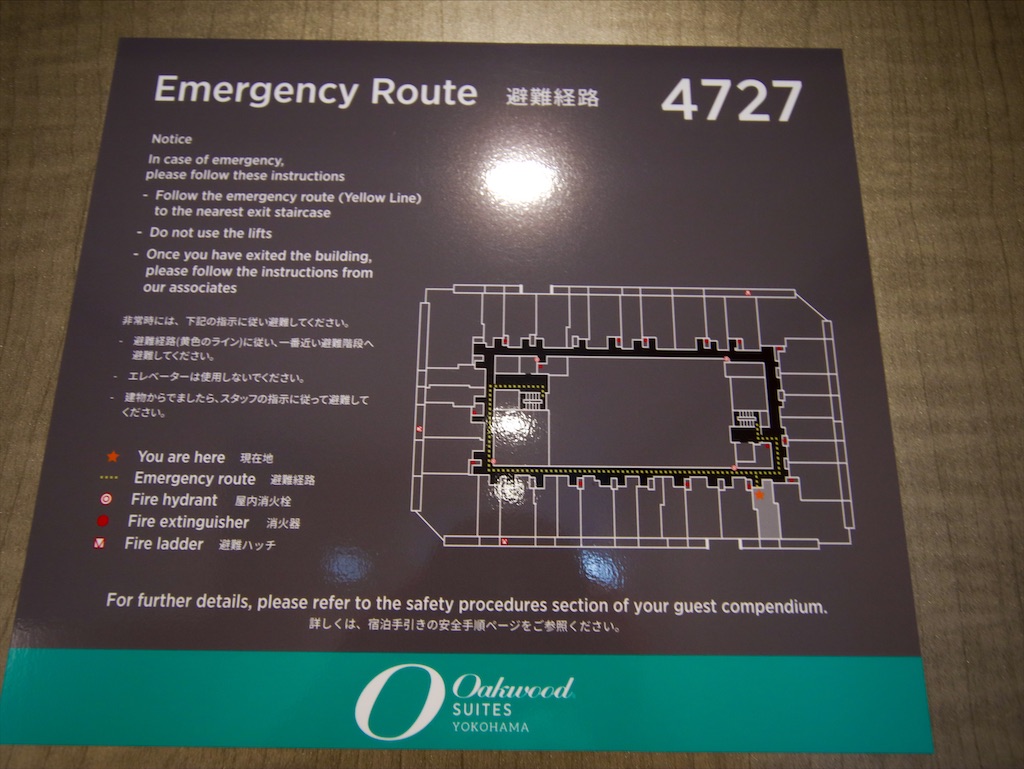 Emergency Route 避難経路 4727
Notice
In case of emergency,
please follow these instructions
- Follow the emergency route (Yellow Line)
to the nearest exit staircase
- Do not use the lifts
- Once you have exited the building,
please follow the instructions from
our associates
非常時には、下記の指示に従い避難してください。
- 避難経路(黄色のライン)に従い、一番近い避難階段へ
避難してください。
- エレベーターは使用しないでください。
- 建物からでましたら、スタッフの指示に従って避難して
ください。
You are here 現在地
Emergency route 避難経路
Fire hydrant 屋内消火栓
Fire extinguisher 消火器
Fire ladder 避難ハッチ
For further details, please refer to the safety procedures section of your guest compendium.
詳しくは、宿泊手引きの安全手順ページをご参照ください。
Oakwood
SUITES
YOKOHAMA